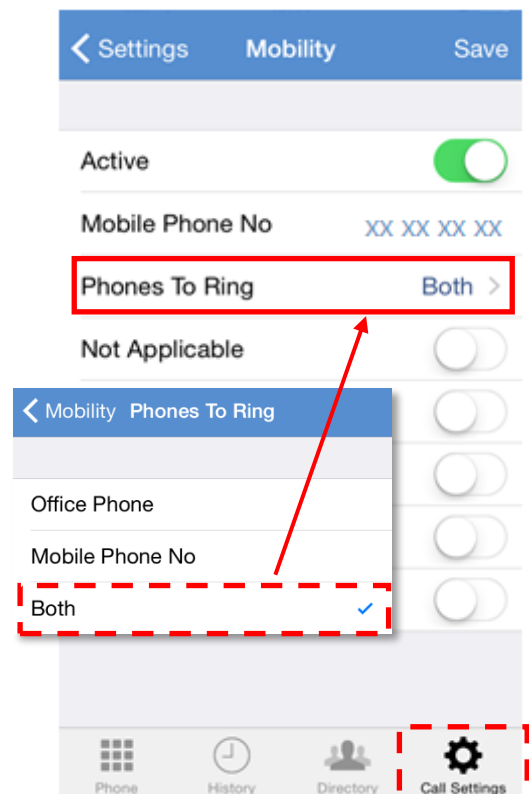 Settings Mobility Save
Active
Mobile Phone No XX XX XX XX
Phones To Ring Both
Not Applicable
Mobility Phones To Ring
Office Phone
Mobile Phone No
Both
Phone History Directory Call Settings